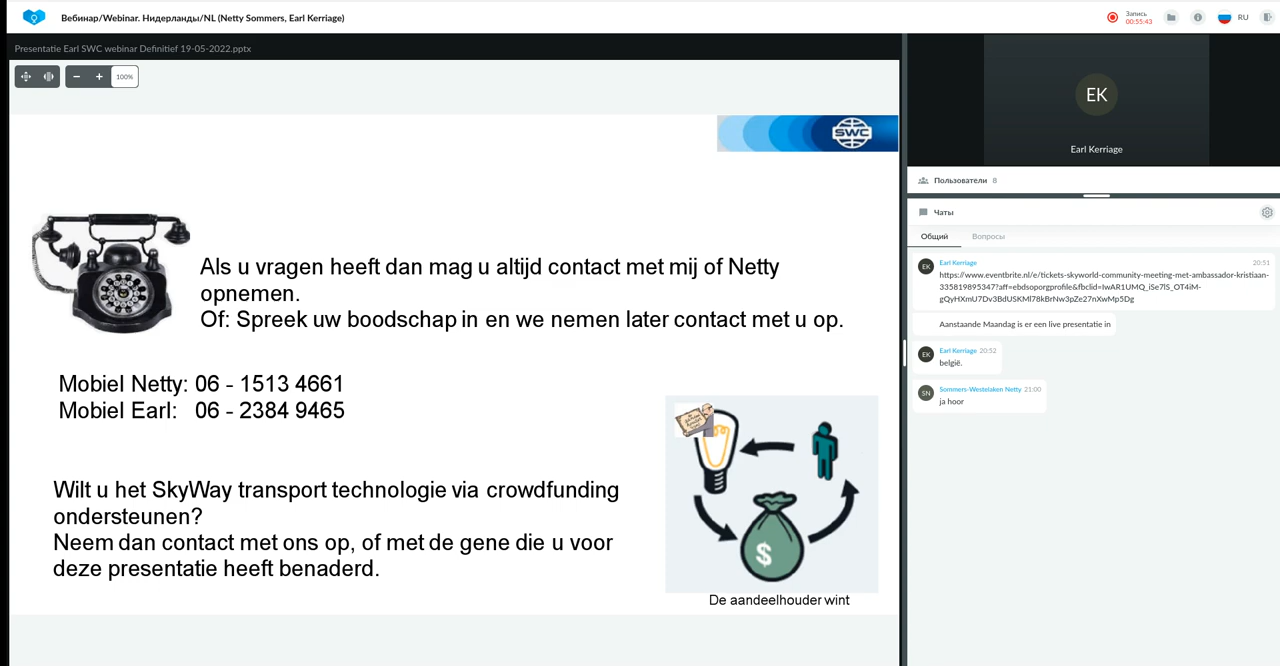 Вебинар/Webinar. Нидерланды/NL (Netty Sommers, Earl Kerriage)
Запись
00:55:43
RU
Presentatie Earl SWC webinar Definitief 19-05-2022.pptx
100%
SWC
Als u vragen heeft dan mag u altijd contact met mij of Netty
opnemen.
Of: Spreek uw boodschap in en we nemen later contact met u op.
Mobiel Netty: 06 - 1513 4661
Mobiel Earl: 06 - 2384 9465
Wilt u het SkyWay transport technologie via crowdfunding
ondersteunen?
Neem dan contact met ons op, of met de gene die u voor
deze presentatie heeft benaderd.
$
De aandeelhouder wint
EK
Earl Kerriage
Пользователи 8
Чаты
Общий Вопросы
EK Earl Kerriage 20:51
https://www.eventbrite.nl/e/tickets-skyworld-community-meeting-met-ambassador-kristiaan-
335819895347?aff=ebdsoporgprofile&fbclid=IwAR1UMQ_iSe7lS_OT4iM-
gQyHXmU7Dv3BdUSKMl78kBrNw3pZe27nXwMp5Dg
Aanstaande Maandag is er een live presentatie in
EK Earl Kerriage 20:52
belgië.
SN Sommers-Westelaken Netty 21:00
ja hoor